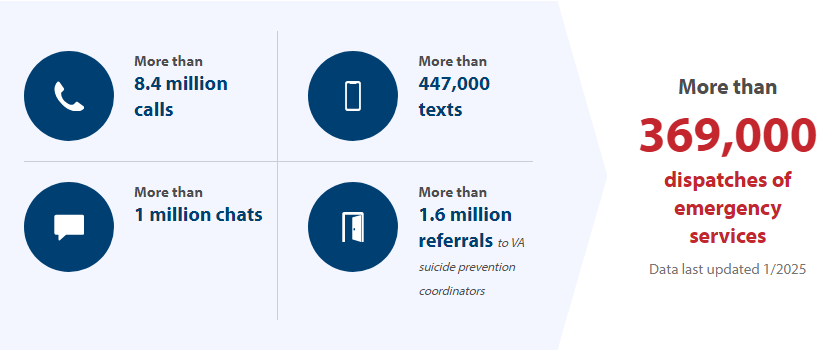 More than
8.4 million
calls
More than
447,000
texts
More than
1 million chats
More than
1.6 million
referrals to VA
suicide prevention
coordinators
More than
369,000
dispatches of
emergency
services
Data last updated 1/2025